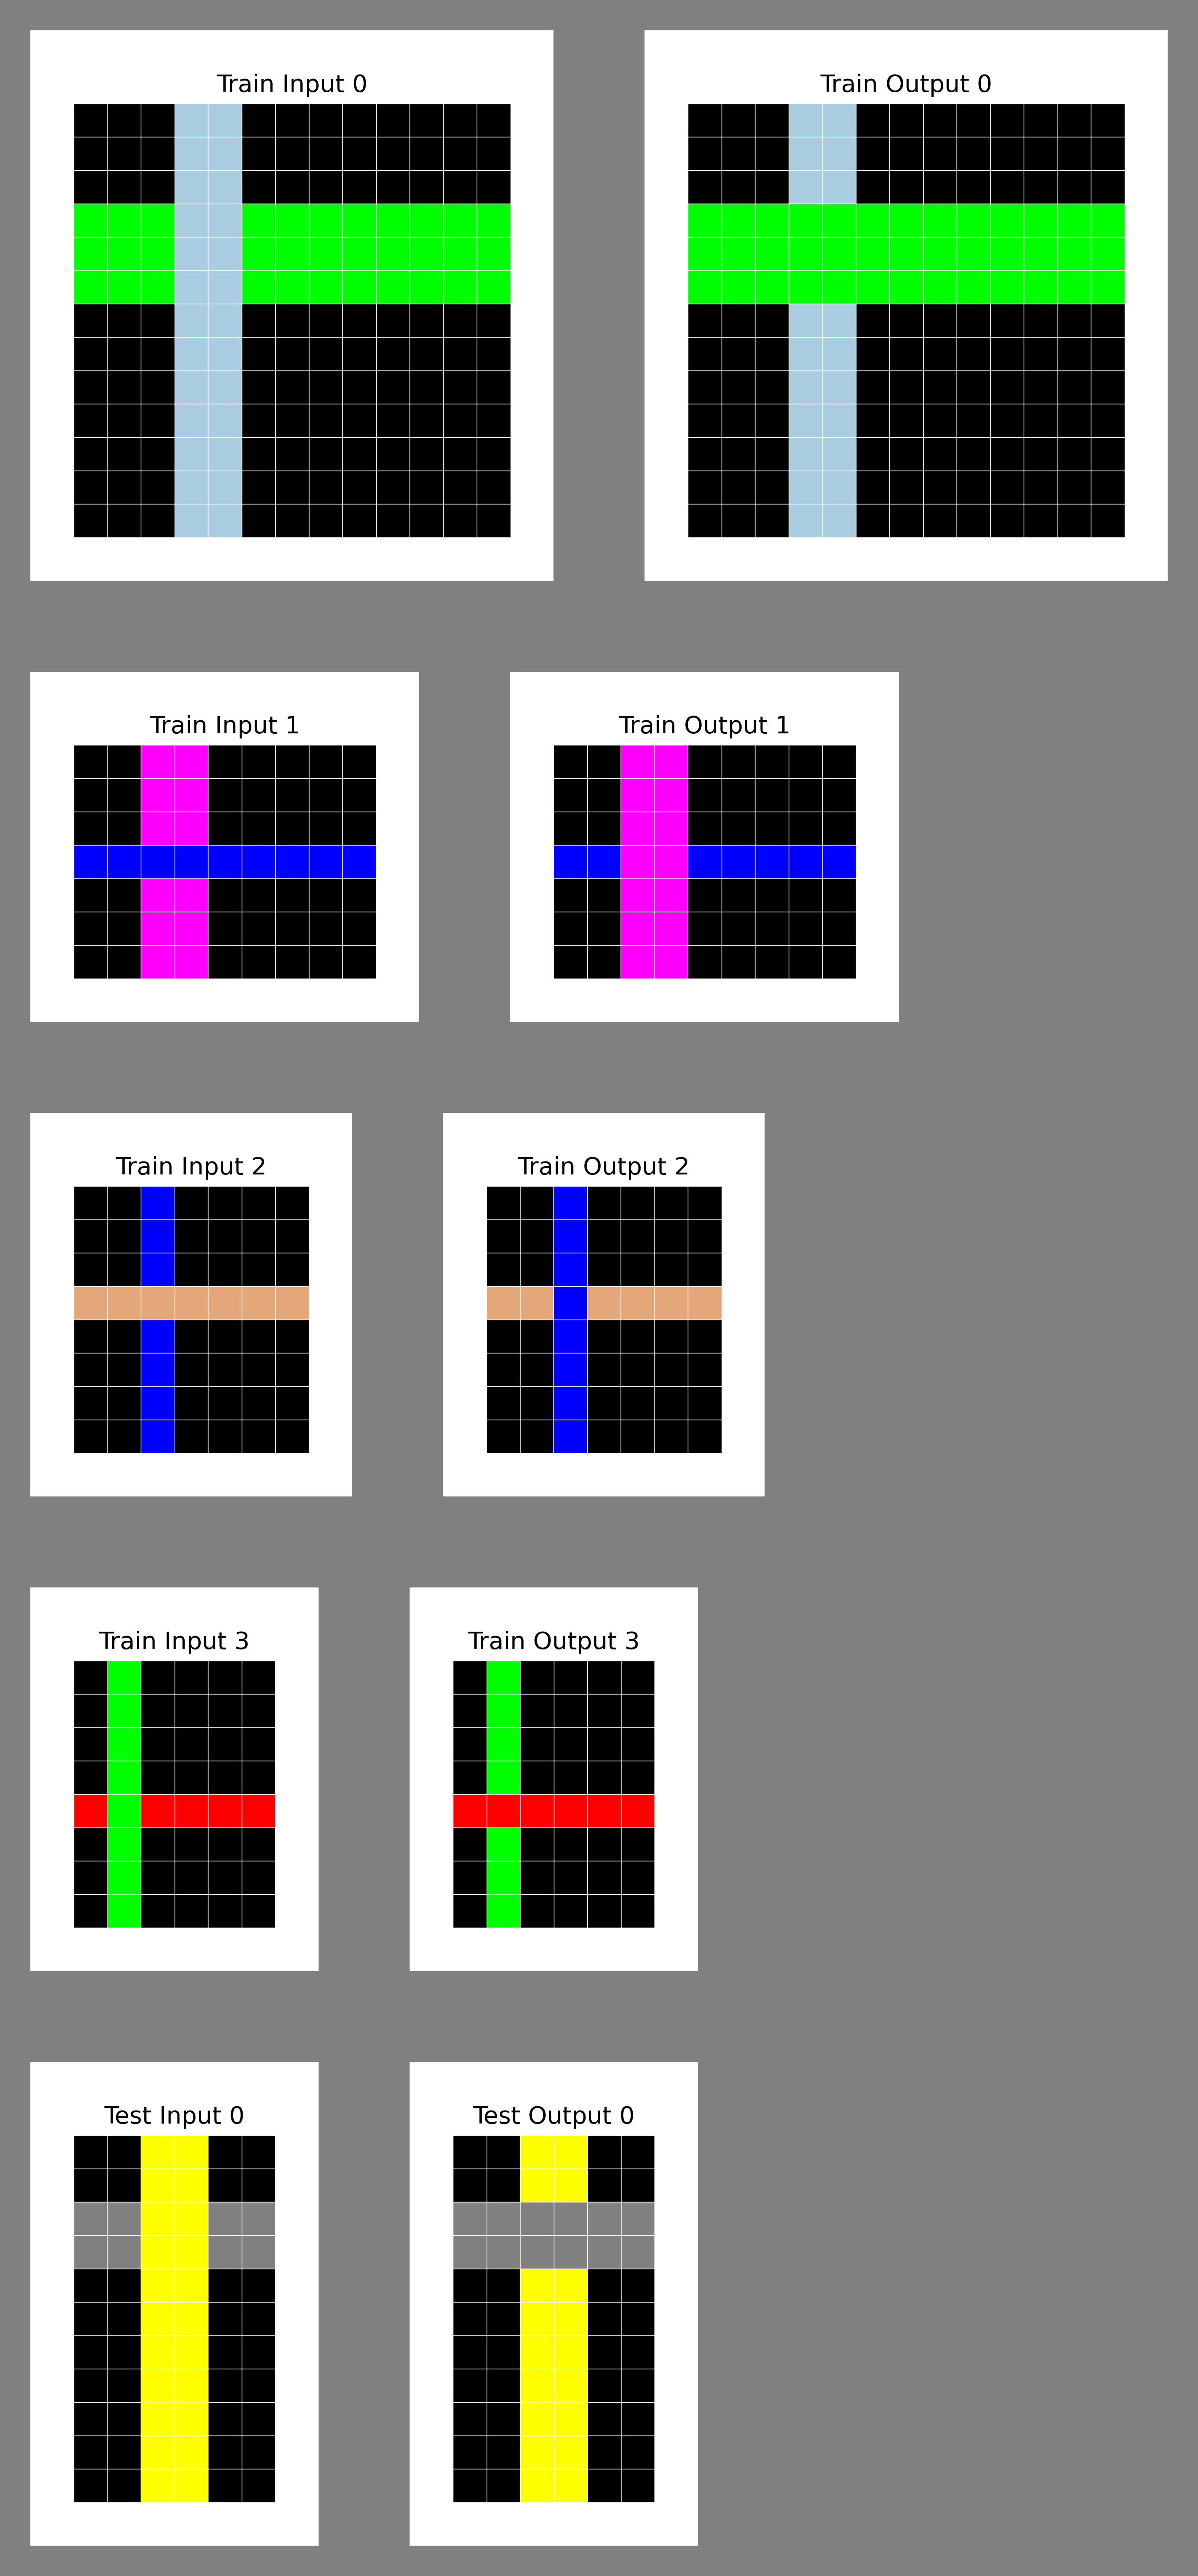 Train Input 0
Train Output 0
Train Input 1
Train Output 1
Train Input 2
Train Output 2
Train Input 3
Train Output 3
Test Input 0
Test Output 0